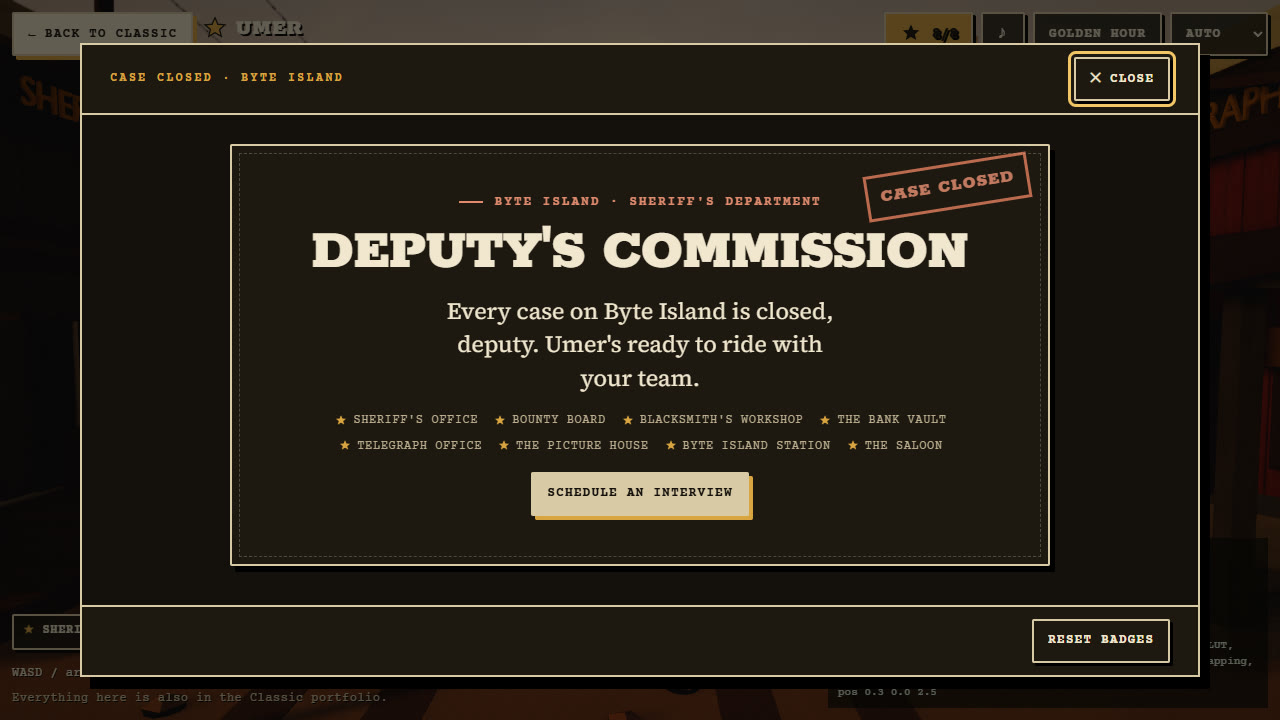 ← BACK TO CLASSIC
UMER
8/8
♪
GOLDEN HOUR
AUTO
CASE CLOSED · BYTE ISLAND
✕ CLOSE
CASE CLOSED
BYTE ISLAND · SHERIFF'S DEPARTMENT
DEPUTY'S COMMISSION
Every case on Byte Island is closed,
deputy. Umer's ready to ride with
your team.
★ SHERIFF'S OFFICE ★ BOUNTY BOARD ★ BLACKSMITH'S WORKSHOP ★ THE BANK VAULT
★ TELEGRAPH OFFICE ★ THE PICTURE HOUSE ★ BYTE ISLAND STATION ★ THE SALOON
SCHEDULE AN INTERVIEW
RESET BADGES
WASD /
Everything here is also in the Classic portfolio.
pos 0.3 0.0 2.5